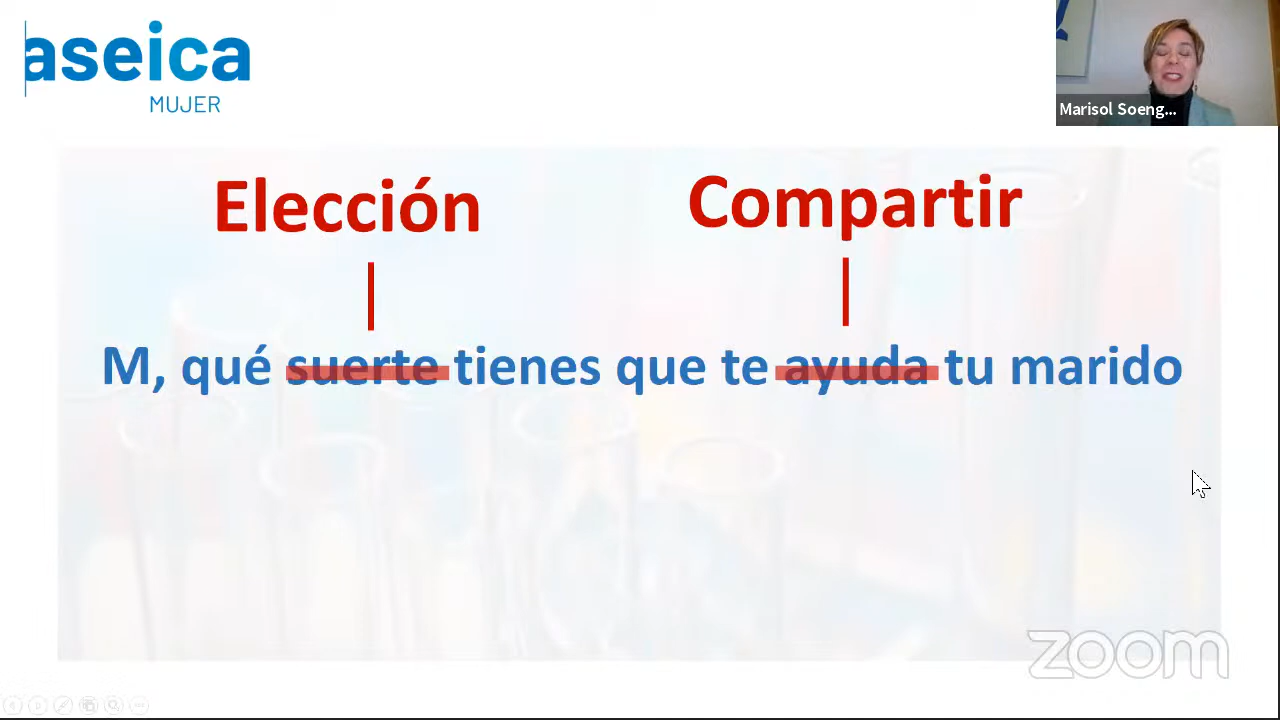 aseica
MUJER
Marisol Soeng...
Elección
Compartir
M, qué suerte tienes que te ayuda tu marido
zoom